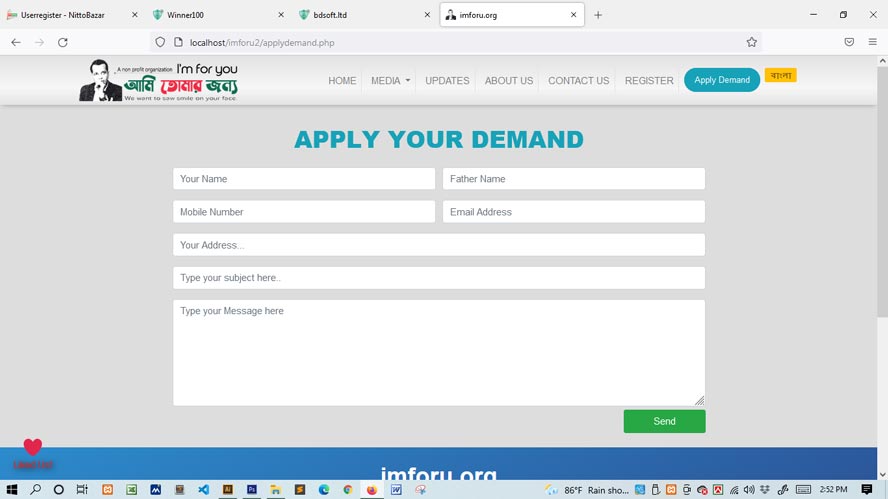 Userregister - NittoBazar
Winner100
bdsoft.ltd
imforu.org
localhost/imforu2/applydemand.php
A non profit organization I'm for you
আমি তোমার জন্য
We want to saw smile on your face.
HOME MEDIA UPDATES ABOUT US CONTACT US REGISTER Apply Demand বাংলা
APPLY YOUR DEMAND
Your Name Father Name
Mobile Number Email Address
Your Address...
Type your subject here..
Type your Message here
Send
imforu.org
86°F Rain sho... 2:52 PM